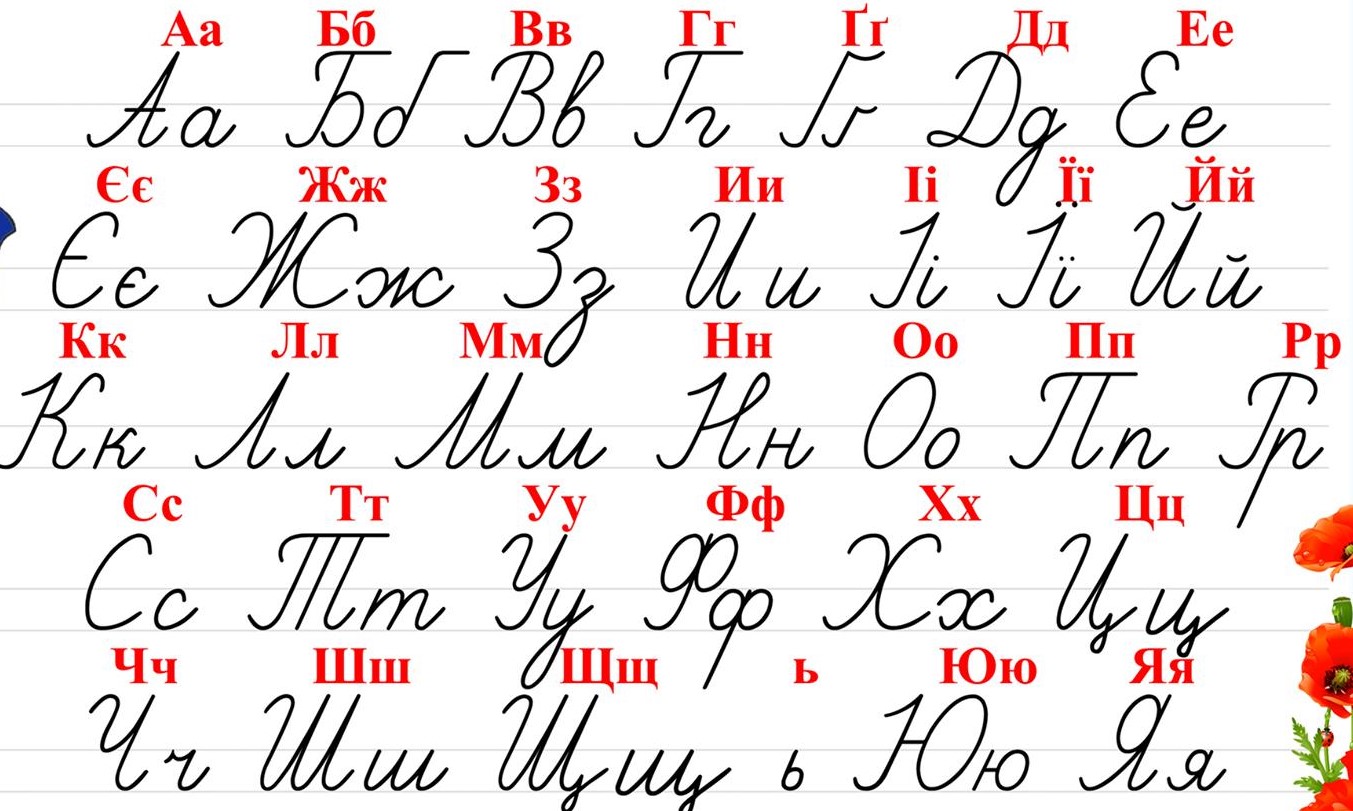 Аа Бб Вв Гг Ґґ Дд Ее
Аа Бб Вв Гг Ґґ Дд Ее
Єє Жж Зз Ии Іі Її Йй
Єє Жж Зз Ии Іі Її Йй
Кк Лл Мм Нн Оо Пп Рр
Кк Лл Мм Нн Оо Пп Рр
Сс Тт Уу Фф Хх Цц
Сс Тт Уу Фф Хх Цц
Чч Шш Щщ ь Юю Яя
Чч Шш Щщ ь Юю Яя